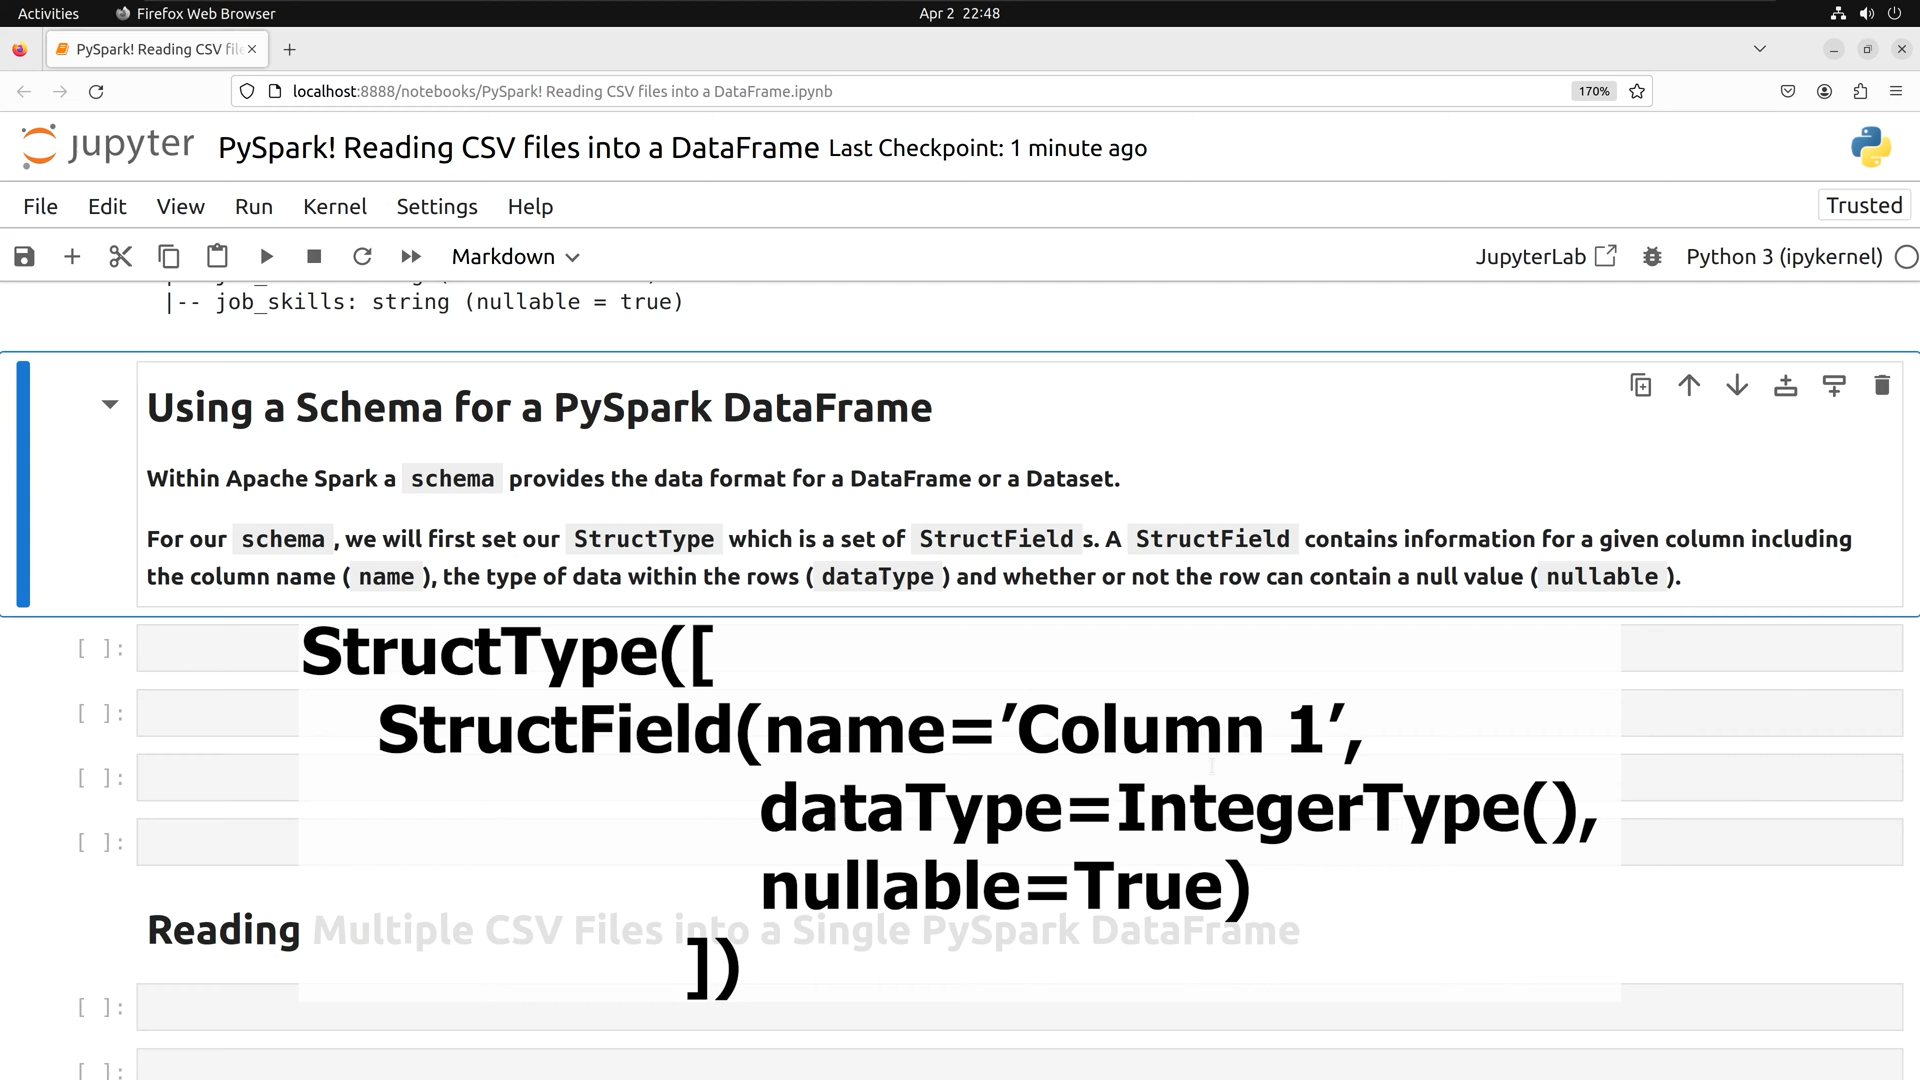 Activities
Firefox Web Browser
Apr 2 22:48
PySpark! Reading CSV file
localhost:8888/notebooks/PySpark! Reading CSV files into a DataFrame.ipynb
170%
jupyter
PySpark! Reading CSV files into a DataFrame Last Checkpoint: 1 minute ago
File Edit View Run Kernel Settings Help
Trusted
Markdown
JupyterLab
Python 3 (ipykernel)
|-- job_skills: string (nullable = true)
Using a Schema for a PySpark DataFrame
Within Apache Spark a schema provides the data format for a DataFrame or a Dataset.
For our schema, we will first set our StructType which is a set of StructFields. A StructField contains information for a given column including
the column name (name), the type of data within the rows (dataType) and whether or not the row can contain a null value (nullable).
[ ]:
StructType([
[ ]:
StructField(name=’Column 1’,
[ ]:
dataType=IntegerType(),
[ ]:
nullable=True)
Reading Multiple CSV Files into a Single PySpark DataFrame
])
[ ]:
[ ]: